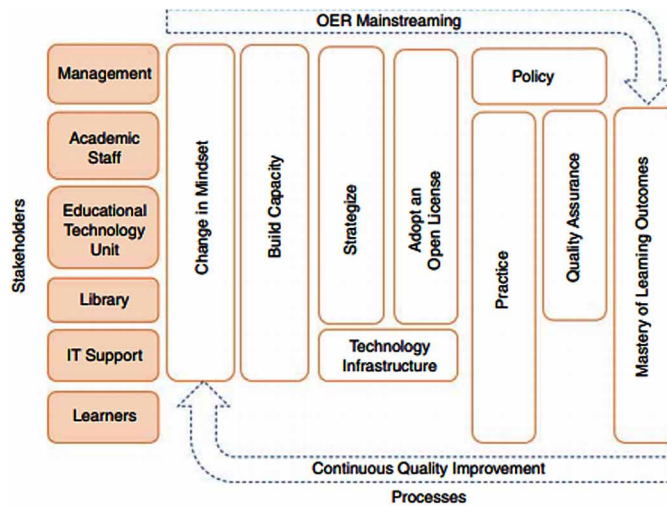 OER Mainstreaming
Stakeholders
Management
Academic
Staff
Educational
Technology
Unit
Library
IT Support
Learners
Change in Mindset
Build Capacity
Strategize
Adopt an
Open License
Technology
Infrastructure
Policy
Practice
Quality Assurance
Mastery of Learning Outcomes
Continuous Quality Improvement
Processes